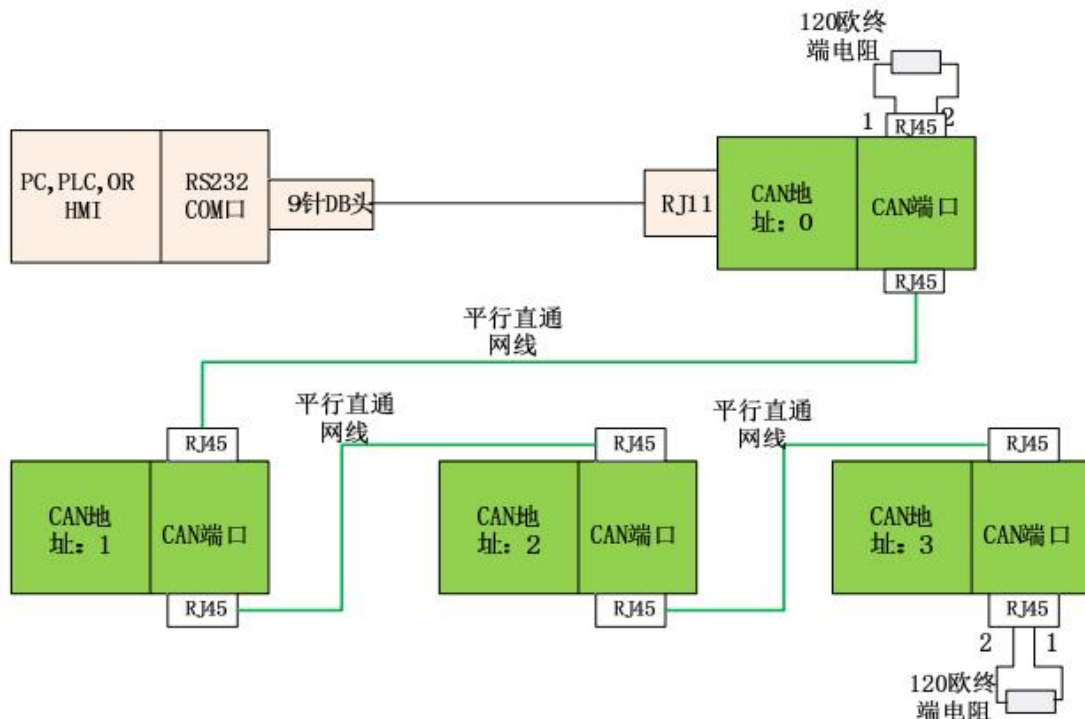 120欧终
端电阻
1
2
RJ45
PC,PLC,OR
HMI
RS232
COM口
9针DB头
RJ11
CAN地
址：0
CAN端口
RJ45
平行直通
网线
平行直通
网线
平行直通
网线
RJ45
RJ45
RJ45
CAN地
址：1
CAN端口
CAN地
址：2
CAN端口
CAN地
址：3
CAN端口
RJ45
RJ45
RJ45
2
1
120欧终
端电阻